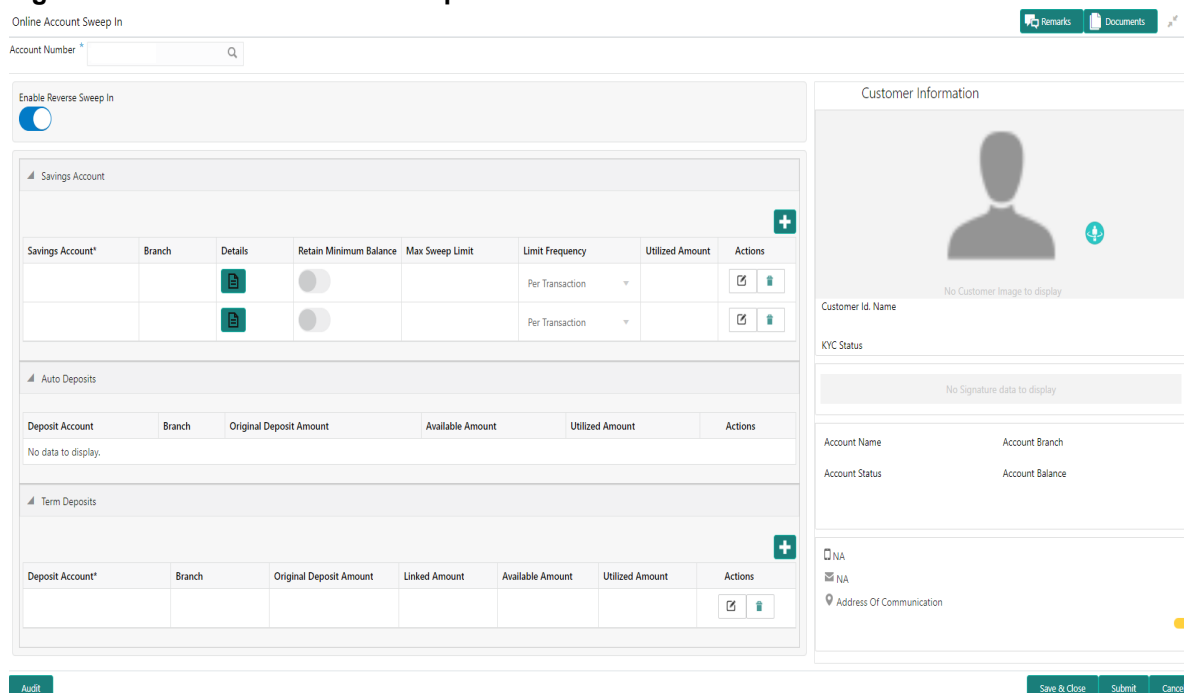 Online Account Sweep In
Remarks
Documents
Account Number *
Enable Reverse Sweep In
Savings Account
Savings Account* Branch Details Retain Minimum Balance Max Sweep Limit Limit Frequency Utilized Amount Actions
Per Transaction
Per Transaction
Auto Deposits
Deposit Account Branch Original Deposit Amount Available Amount Utilized Amount Actions
No data to display.
Term Deposits
Deposit Account* Branch Original Deposit Amount Linked Amount Available Amount Utilized Amount Actions
Customer Information
No Customer Image to display
Customer Id. Name
KYC Status
No Signature data to display
Account Name Account Branch
Account Status Account Balance
NA
NA
Address Of Communication
Audit
Save & Close
Submit
Cance